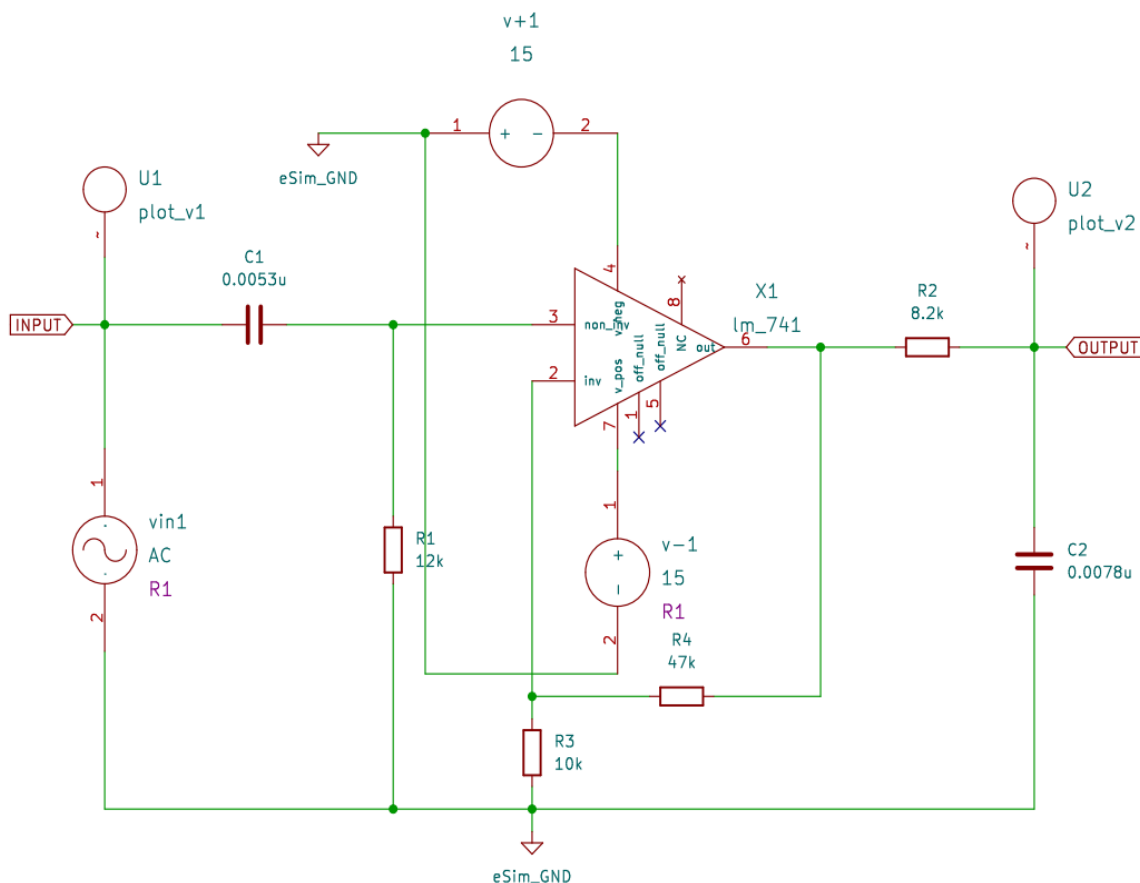 v+1
15
1
+
-
2
eSim_GND
U1
plot_v1
~
U2
plot_v2
~
C1
0.0053u
4
8
X1
lm_741
R2
8.2k
INPUT
3
non_inv
v_neg
NC
out
6
OUTPUT
2
inv
v_pos
off_null
off_null
7
1
5
1
vin1
AC
R1
2
R1
12k
1
+
-
v-1
15
R1
2
C2
0.0078u
R4
47k
R3
10k
eSim_GND